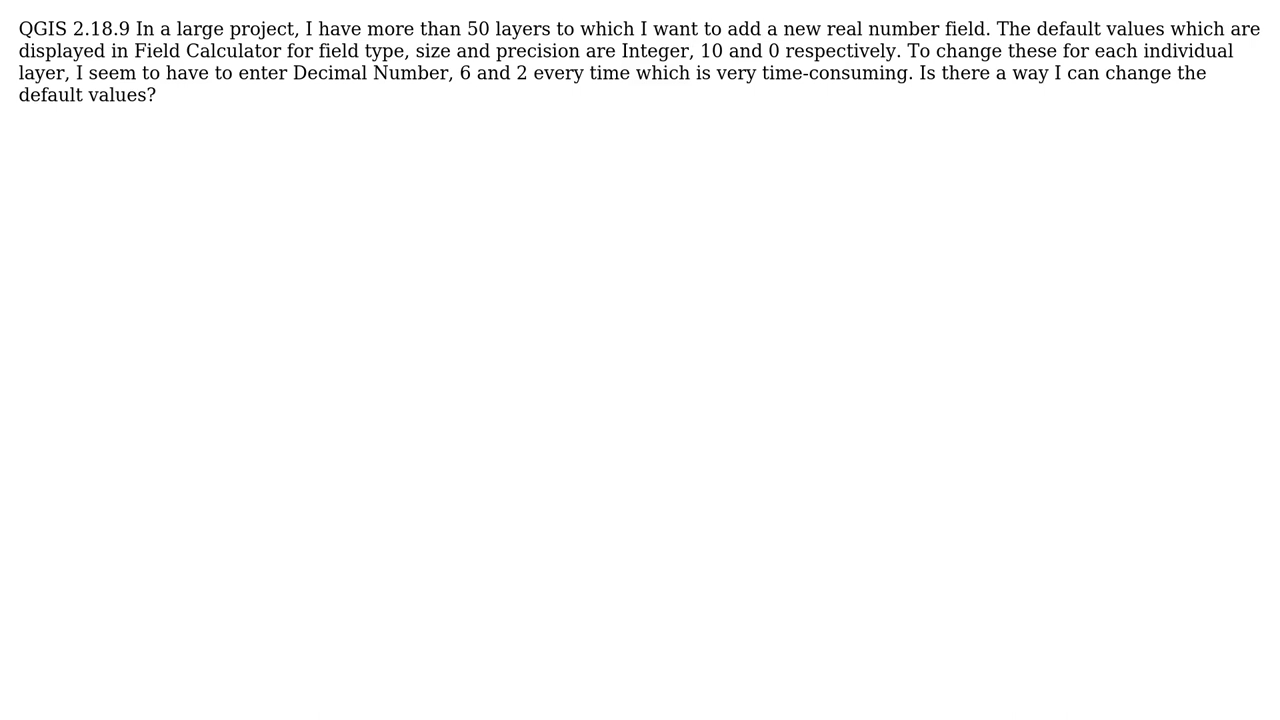 QGIS 2.18.9 In a large project, I have more than 50 layers to which I want to add a new real number field. The default values which are
displayed in Field Calculator for field type, size and precision are Integer, 10 and 0 respectively. To change these for each individual
layer, I seem to have to enter Decimal Number, 6 and 2 every time which is very time-consuming. Is there a way I can change the
default values?